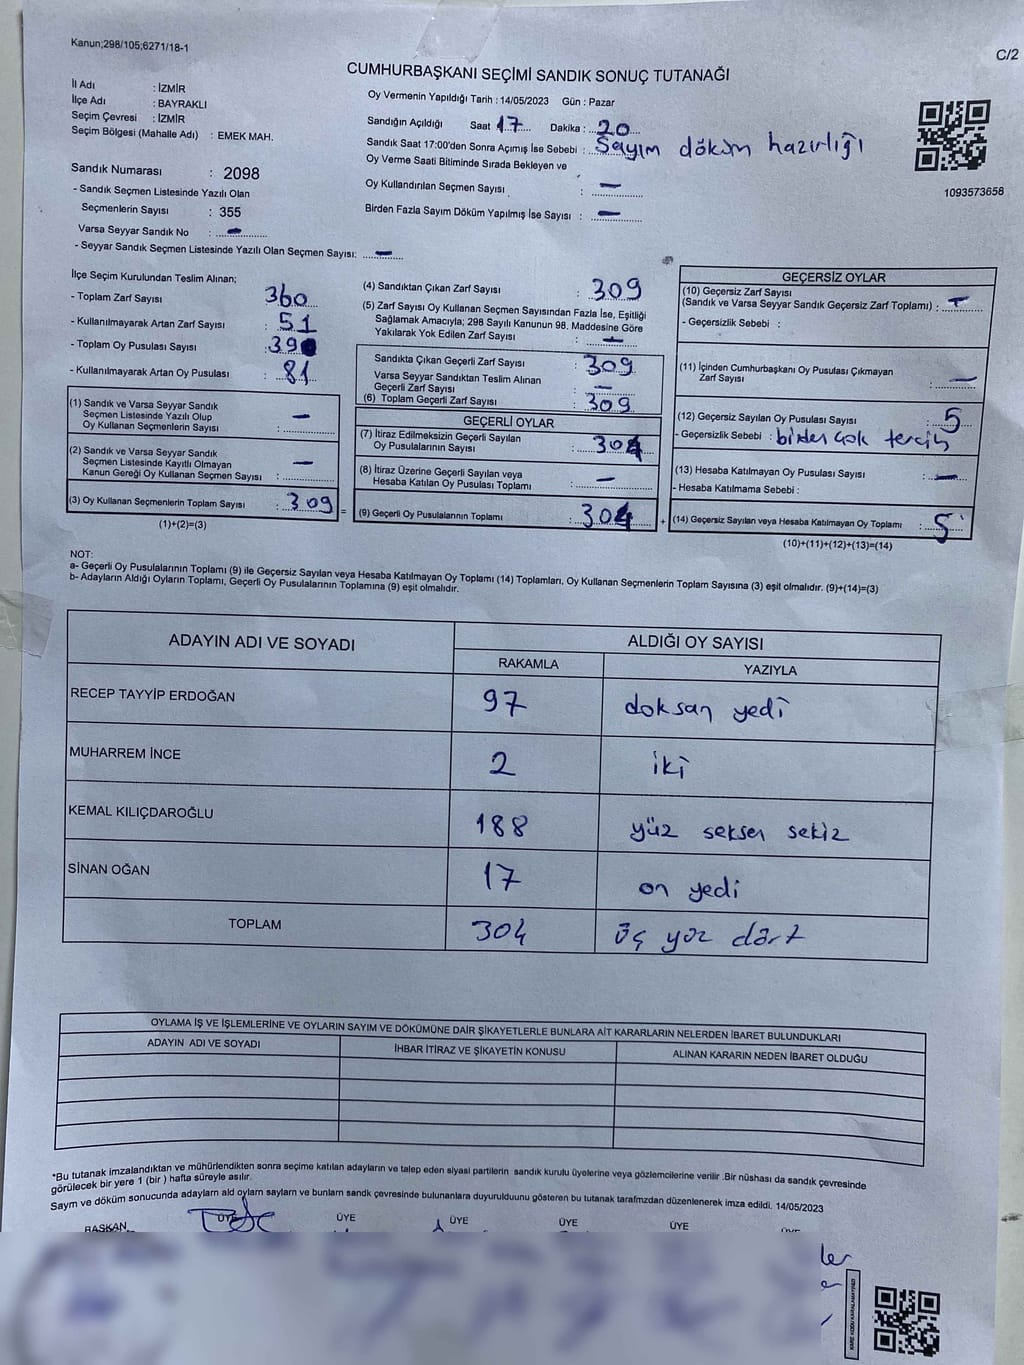 Kanun;298/105;6271/18-1
C/2
CUMHURBAŞKANI SEÇİMİ SANDIK SONUÇ TUTANAĞI
İl Adı : İZMİR
İlçe Adı : BAYRAKLI
Seçim Çevresi : İZMİR
Seçim Bölgesi (Mahalle Adı) : EMEK MAH.
Sandık Numarası : 2098
- Sandık Seçmen Listesinde Yazılı Olan
Seçmenlerin Sayısı : 355
Varsa Seyyar Sandık No : -
- Seyyar Sandık Seçmen Listesinde Yazılı Olan Seçmen Sayısı: -
Oy Vermenin Yapıldığı Tarih : 14/05/2023 Gün : Pazar
Sandığın Açıldığı Saat 17 Dakika : 20
Sandık Saat 17:00'den Sonra Açımış İse Sebebi : Sayım döküm hazırlığı
Oy Verme Saati Bitiminde Sırada Bekleyen ve
Oy Kullandırılan Seçmen Sayısı : -
Birden Fazla Sayım Döküm Yapılmış İse Sayısı : -
1093573658
İlçe Seçim Kurulundan Teslim Alınan;
- Toplam Zarf Sayısı : 360
- Kullanılmayarak Artan Zarf Sayısı : 51
- Toplam Oy Pusulası Sayısı :
- Kullanılmayarak Artan Oy Pusulası : 81
(1) Sandık ve Varsa Seyyar Sandık
Seçmen Listesinde Yazılı Olup
Oy Kullanan Seçmenlerin Sayısı : -
(2) Sandık ve Varsa Seyyar Sandık
Seçmen Listesinde Kayıtlı Olmayan
Kanun Gereği Oy Kullanan Seçmen Sayısı : -
(3) Oy Kullanan Seçmenlerin Toplam Sayısı : 309
(1)+(2)=(3)
=
(4) Sandıktan Çıkan Zarf Sayısı : 309
(5) Zarf Sayısı Oy Kullanan Seçmen Sayısından Fazla İse, Eşitliği
Sağlamak Amacıyla; 298 Sayılı Kanunun 98. Maddesine Göre
Yakılarak Yok Edilen Zarf Sayısı : -
Sandıkta Çıkan Geçerli Zarf Sayısı : 309
Varsa Seyyar Sandıktan Teslim Alınan
Geçerli Zarf Sayısı : -
(6) Toplam Geçerli Zarf Sayısı : 309
GEÇERLİ OYLAR
(7) İtiraz Edilmeksizin Geçerli Sayılan
Oy Pusulalarının Sayısı : 304
(8) İtiraz Üzerine Geçerli Sayılan veya
Hesaba Katılan Oy Pusulası Toplamı : -
(9) Geçerli Oy Pusulalarının Toplamı : 304
+
GEÇERSİZ OYLAR
(10) Geçersiz Zarf Sayısı
(Sandık ve Varsa Seyyar Sandık Geçersiz Zarf Toplamı) : -
- Geçersizlik Sebebi :
(11) İçinden Cumhurbaşkanı Oy Pusulası Çıkmayan
Zarf Sayısı : -
(12) Geçersiz Sayılan Oy Pusulası Sayısı : 5
- Geçersizlik Sebebi : birden çok tercih
(13) Hesaba Katılmayan Oy Pusulası Sayısı : -
- Hesaba Katılmama Sebebi :
(14) Geçersiz Sayılan veya Hesaba Katılmayan Oy Toplamı : 5
(10)+(11)+(12)+(13)=(14)
NOT:
a- Geçerli Oy Pusulalarının Toplamı (9) ile Geçersiz Sayılan veya Hesaba Katılmayan Oy Toplamı (14) Toplamları, Oy Kullanan Seçmenlerin Toplam Sayısına (3) eşit olmalıdır. (9)+(14)=(3)
b- Adayların Aldığı Oyların Toplamı, Geçerli Oy Pusulalarının Toplamına (9) eşit olmalıdır.
ADAYIN ADI VE SOYADI
ALDIĞI OY SAYISI
RAKAMLA YAZIYLA
RECEP TAYYİP ERDOĞAN 97 doksan yedi
MUHARREM İNCE 2 iki
KEMAL KILIÇDAROĞLU 188 yüz seksen sekiz
SİNAN OĞAN 17 on yedi
TOPLAM 304 üç yüz dört
OYLAMA İŞ VE İŞLEMLERİNE VE OYLARIN SAYIM VE DÖKÜMÜNE DAİR ŞİKAYETLERLE BUNLARA AİT KARARLARIN NELERDEN İBARET BULUNDUKLARI
ADAYIN ADI VE SOYADI İHBAR İTİRAZ VE ŞİKAYETİN KONUSU ALINAN KARARIN NEDEN İBARET OLDUĞU
*Bu tutanak imzalandıktan ve mühürlendikten sonra seçime katılan adayların ve talep eden siyasi partilerin sandık kurulu üyelerine veya gözlemcilerine verilir .Bir nüshası da sandık çevresinde
görülecek bir yere 1 (bir ) hafta süreyle asılır.
Saym ve döküm sonucunda adaylarn ald oylarn saylarn ve bunlarn sandk çevresinde bulunanlara duyurulduunu gösteren bu tutanak tarafmzdan düzenlenerek imza edildi. 14/05/2023
BAŞKAN ÜYE ÜYE ÜYE ÜYE ÜYE